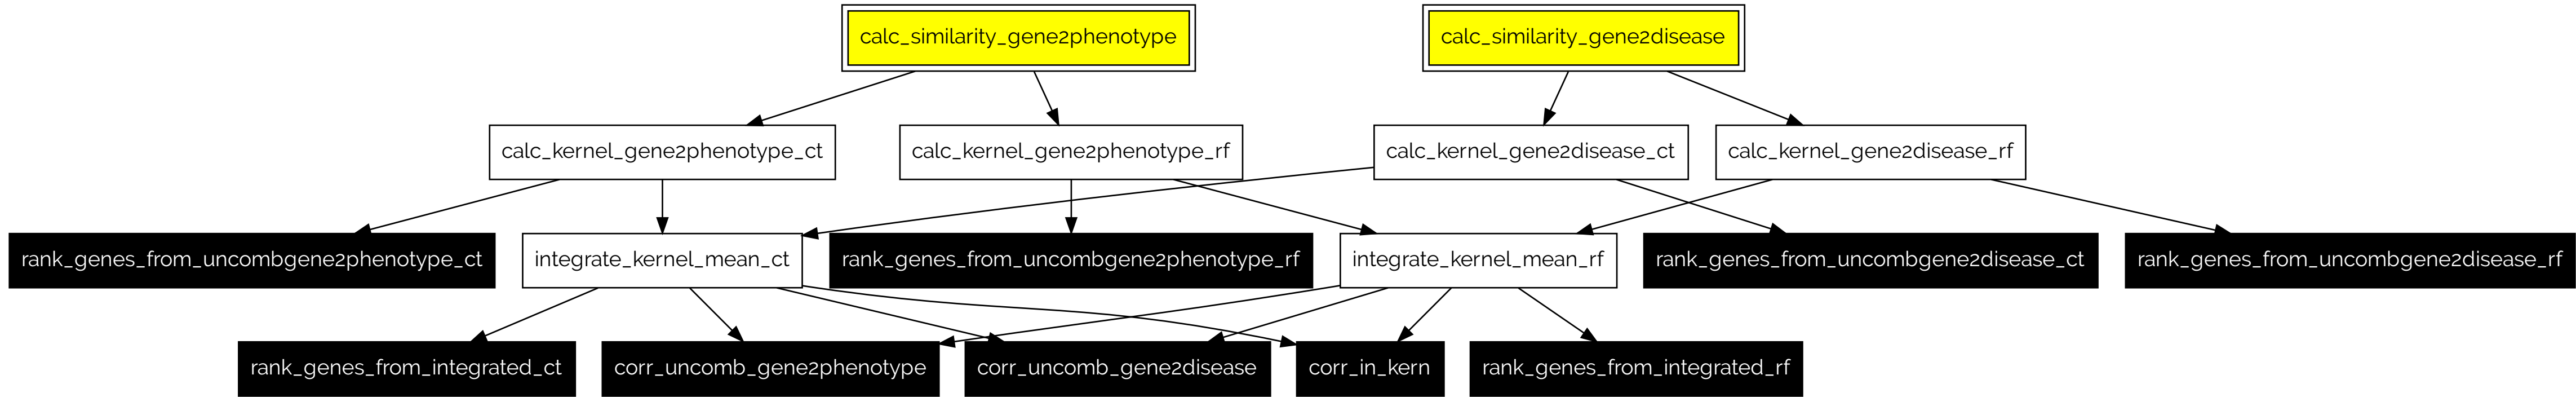 calc_similarity_gene2phenotype
calc_similarity_gene2disease
calc_kernel_gene2phenotype_ct
calc_kernel_gene2phenotype_rf
calc_kernel_gene2disease_ct
calc_kernel_gene2disease_rf
rank_genes_from_uncombgene2phenotype_ct
integrate_kernel_mean_ct
rank_genes_from_uncombgene2phenotype_rf
integrate_kernel_mean_rf
rank_genes_from_uncombgene2disease_ct
rank_genes_from_uncombgene2disease_rf
rank_genes_from_integrated_ct
corr_uncomb_gene2phenotype
corr_uncomb_gene2disease
corr_in_kern
rank_genes_from_integrated_rf